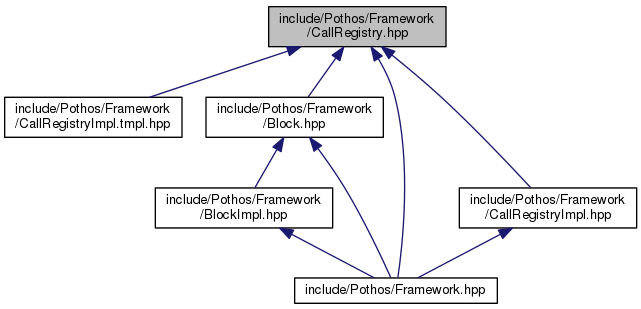 include/Pothos/Framework
/CallRegistry.hpp
include/Pothos/Framework
/CallRegistryImpl.tmpl.hpp
include/Pothos/Framework
/Block.hpp
include/Pothos/Framework
/BlockImpl.hpp
include/Pothos/Framework
/CallRegistryImpl.hpp
include/Pothos/Framework.hpp